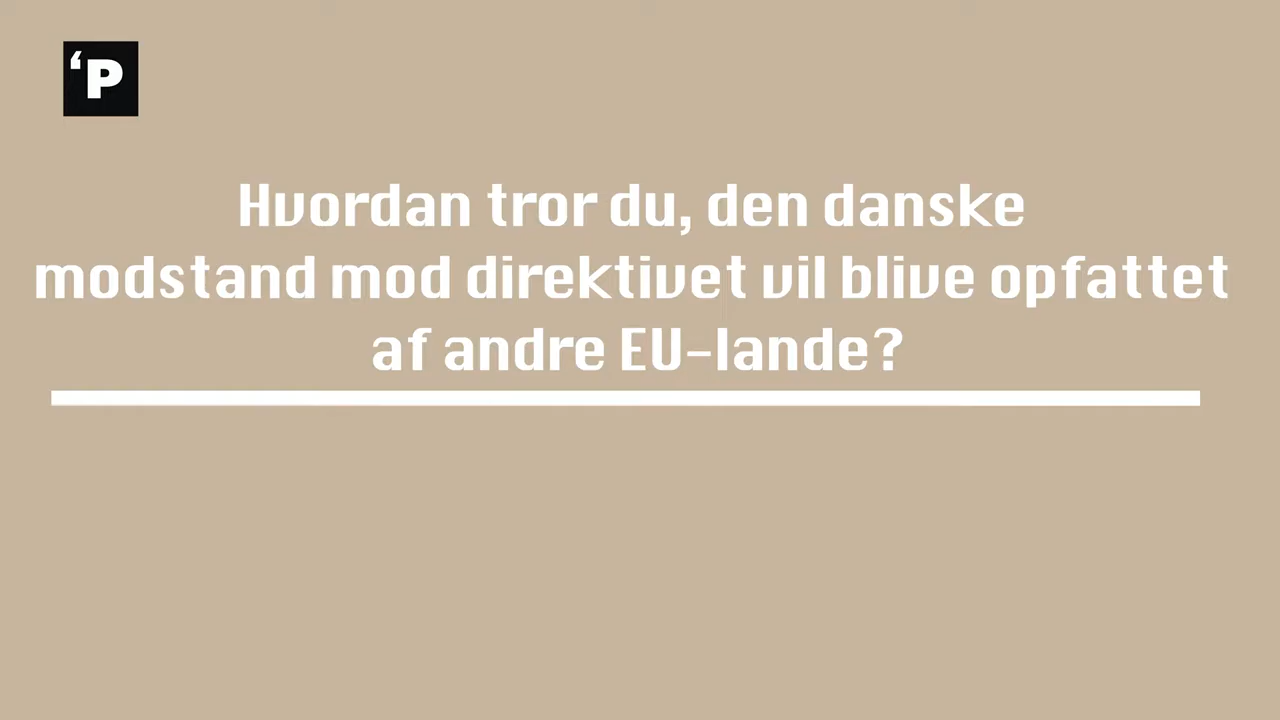 ‘P
Hvordan tror du, den danske
modstand mod direktivet vil blive opfattet
af andre EU-lande?